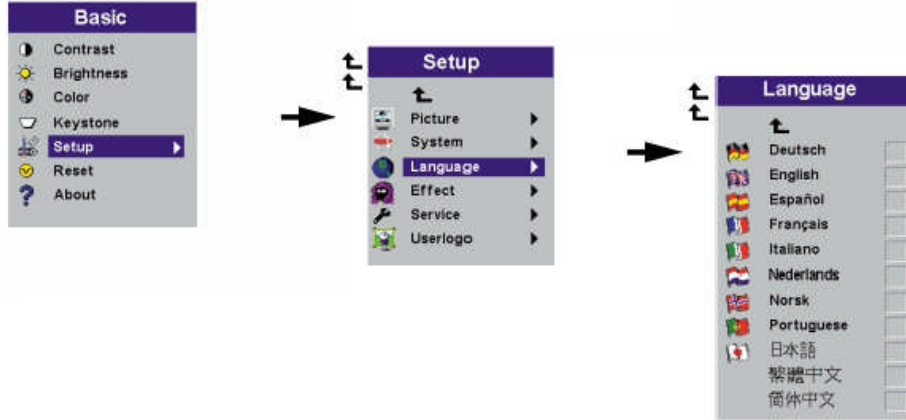 Basic
Contrast
Brightness
Color
Keystone
Setup
Reset
About
Setup
Picture
System
Language
Effect
Service
Userlogo
Language
Deutsch
English
Español
Français
Italiano
Nederlands
Norsk
Portuguese
日本語
繁體中文
简体中文